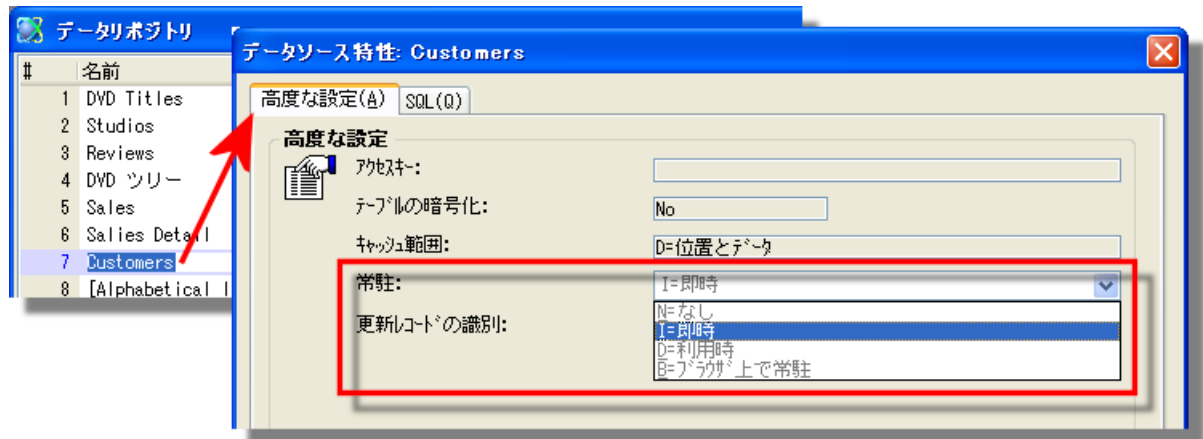 データリポジトリ
# 名前
1 DVD Titles
2 Studios
3 Reviews
4 DVD ツリー
5 Sales
6 Salies Detail
7 Customers
8 [Alphabetical l
データソース特性: Customers
高度な設定(A) SQL(Q)
高度な設定
アクセスキー:
テーブルの暗号化: No
キャッシュ範囲: D=位置とデータ
常駐: I=即時
N=なし
I=即時
D=利用時
B=ブラウザ上で常駐
更新レコードの識別: